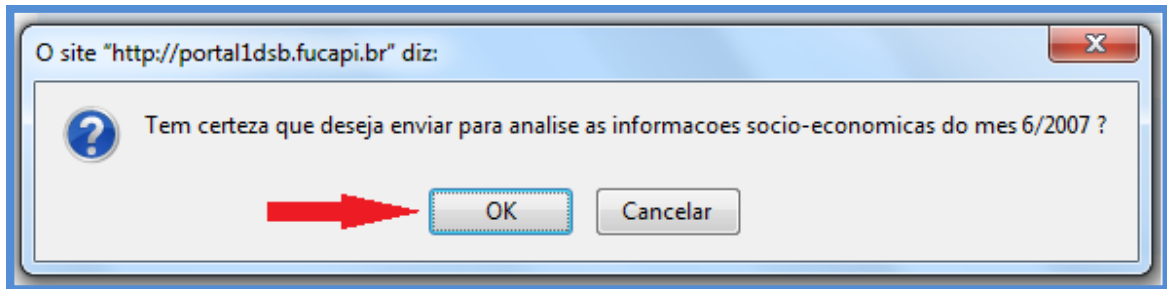 O site "http://portal1dsb.fucapi.br" diz:
Tem certeza que deseja enviar para analise as informacoes socio-economicas do mes 6/2007 ?
OK
Cancelar